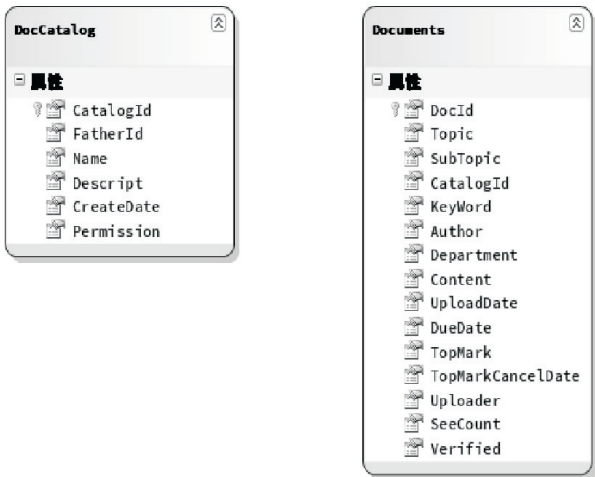 DocCatalog
属性
CatalogId
FatherId
Name
Descript
CreateDate
Permission
Documents
属性
DocId
Topic
SubTopic
CatalogId
KeyWord
Author
Department
Content
UploadDate
DueDate
TopMark
TopMarkCancelDate
Uploader
SeeCount
Verified